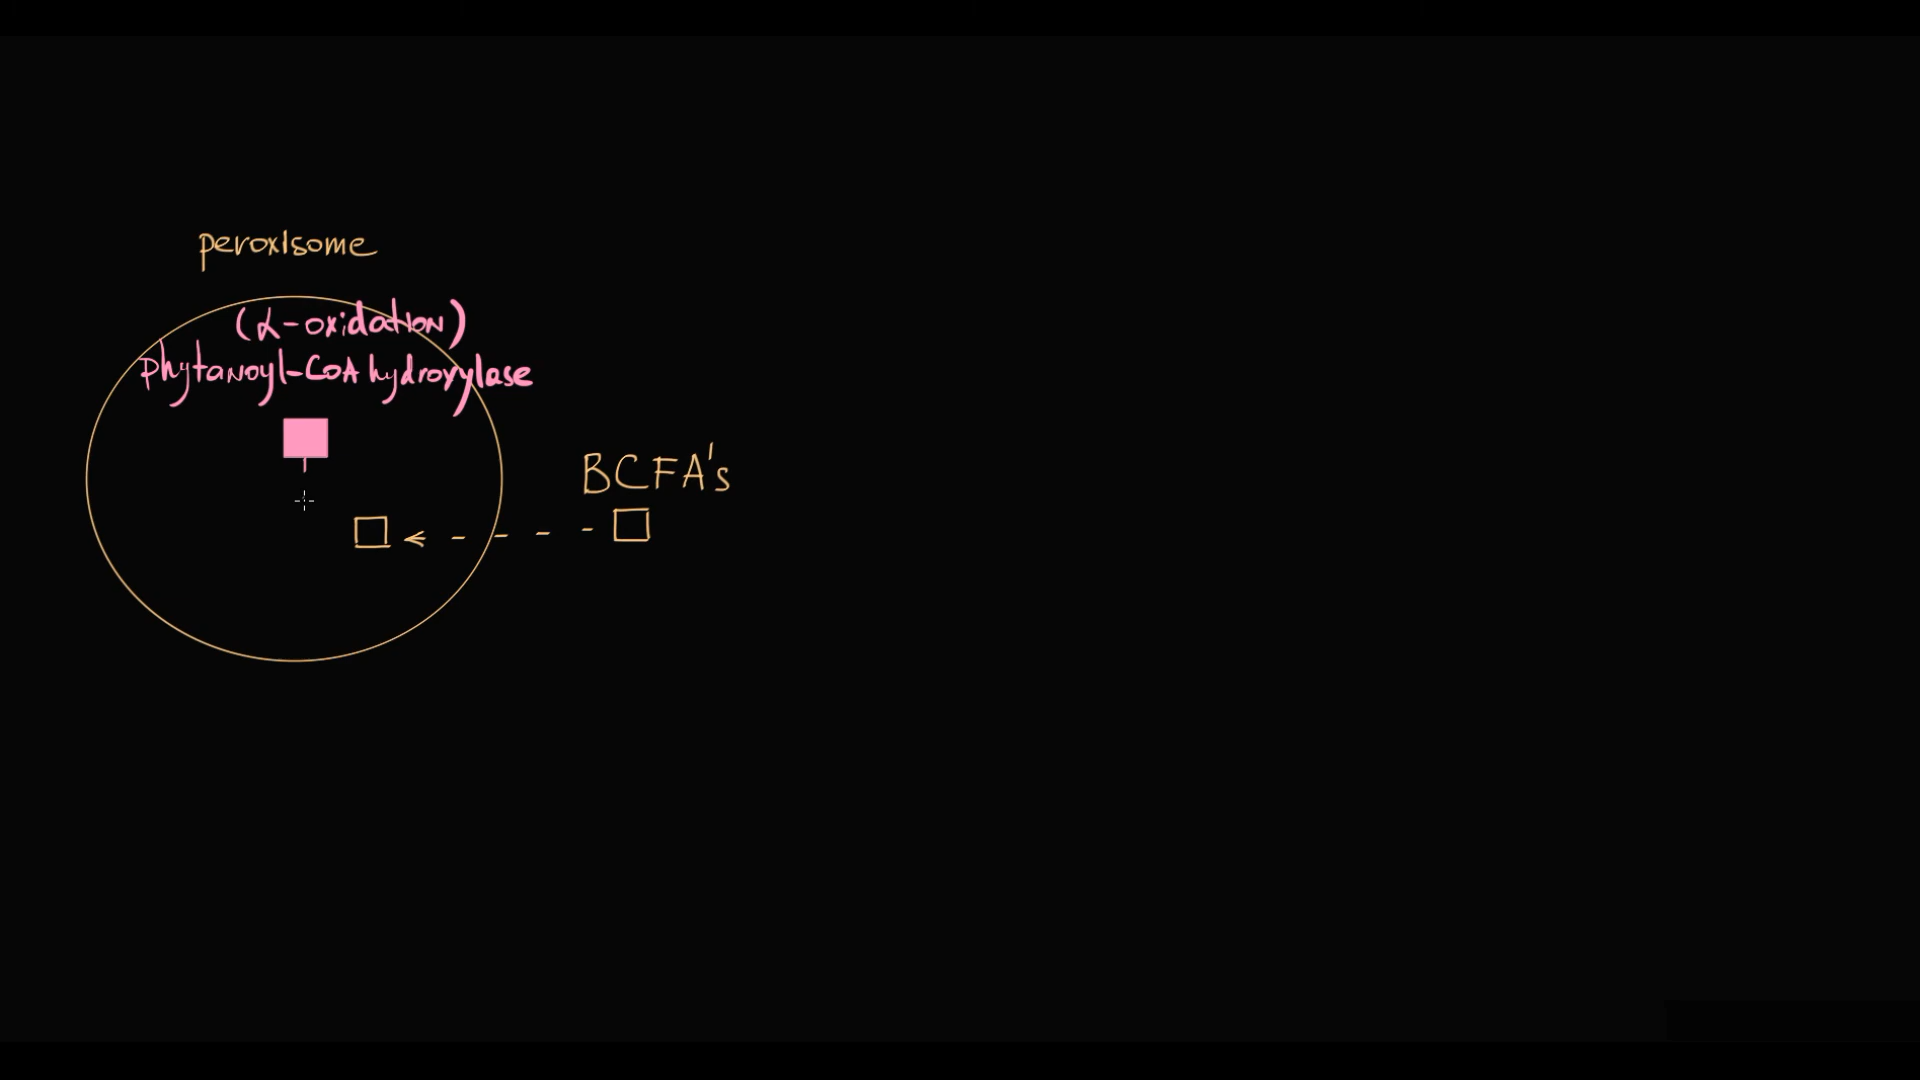 peroxisome
(α-oxidation)
Phytanoyl-CoA hydroxylase
BCFA's